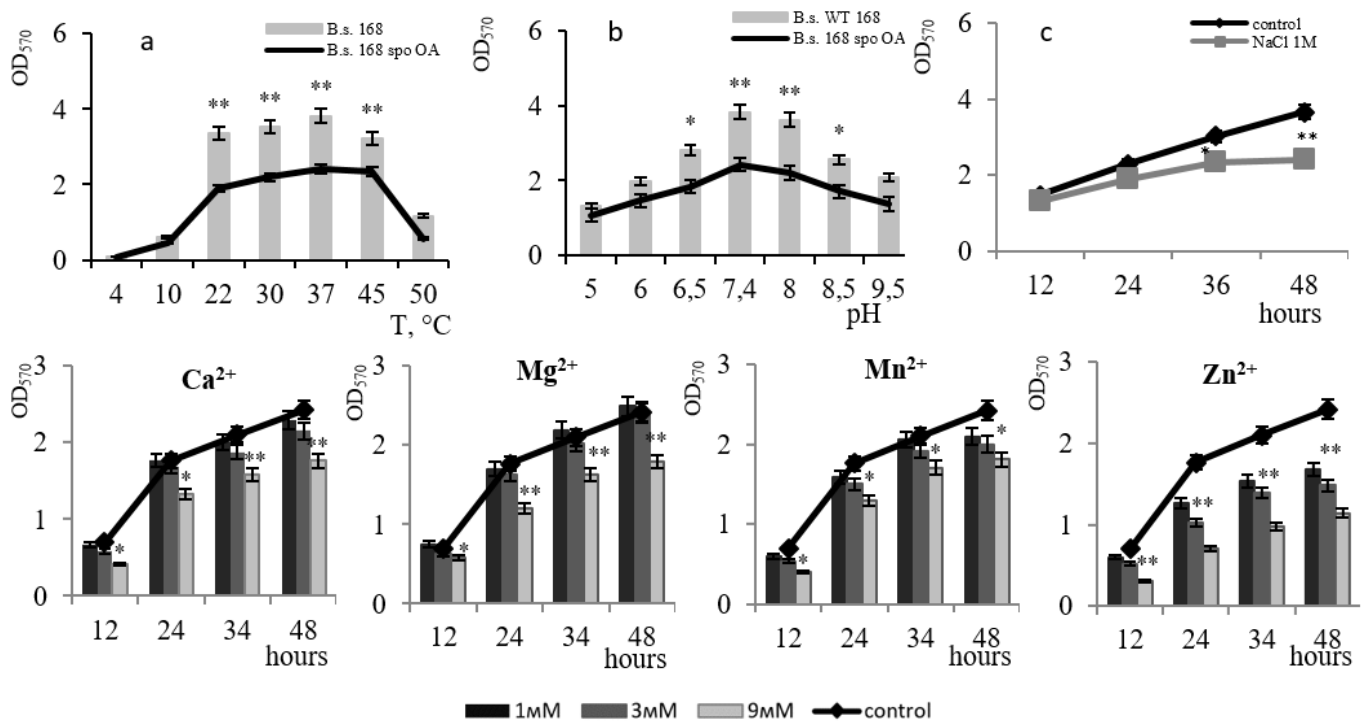 a
B.s. 168
B.s. 168 spo OA
OD570
6
4
2
0
** ** ** **
4 10 22 30 37 45 50
T, °C
b
B.s. WT 168
B.s. 168 spo OA
OD570
6
4
2
0
* ** ** *
5 6 6,5 7,4 8 8,5 9,5
pH
c
control
NaCl 1M
OD570
6
4
2
0
* **
12 24 36 48
hours
Ca2+
OD570
3
2
1
0
* * ** **
12 24 34 48
hours
Mg2+
OD570
3
2
1
0
* ** ** **
12 24 34 48
hours
Mn2+
OD570
3
2
1
0
* * * *
12 24 34 48
hours
Zn2+
OD570
3
2
1
0
** ** ** **
12 24 34 48
hours
1мМ 3мМ 9мМ control